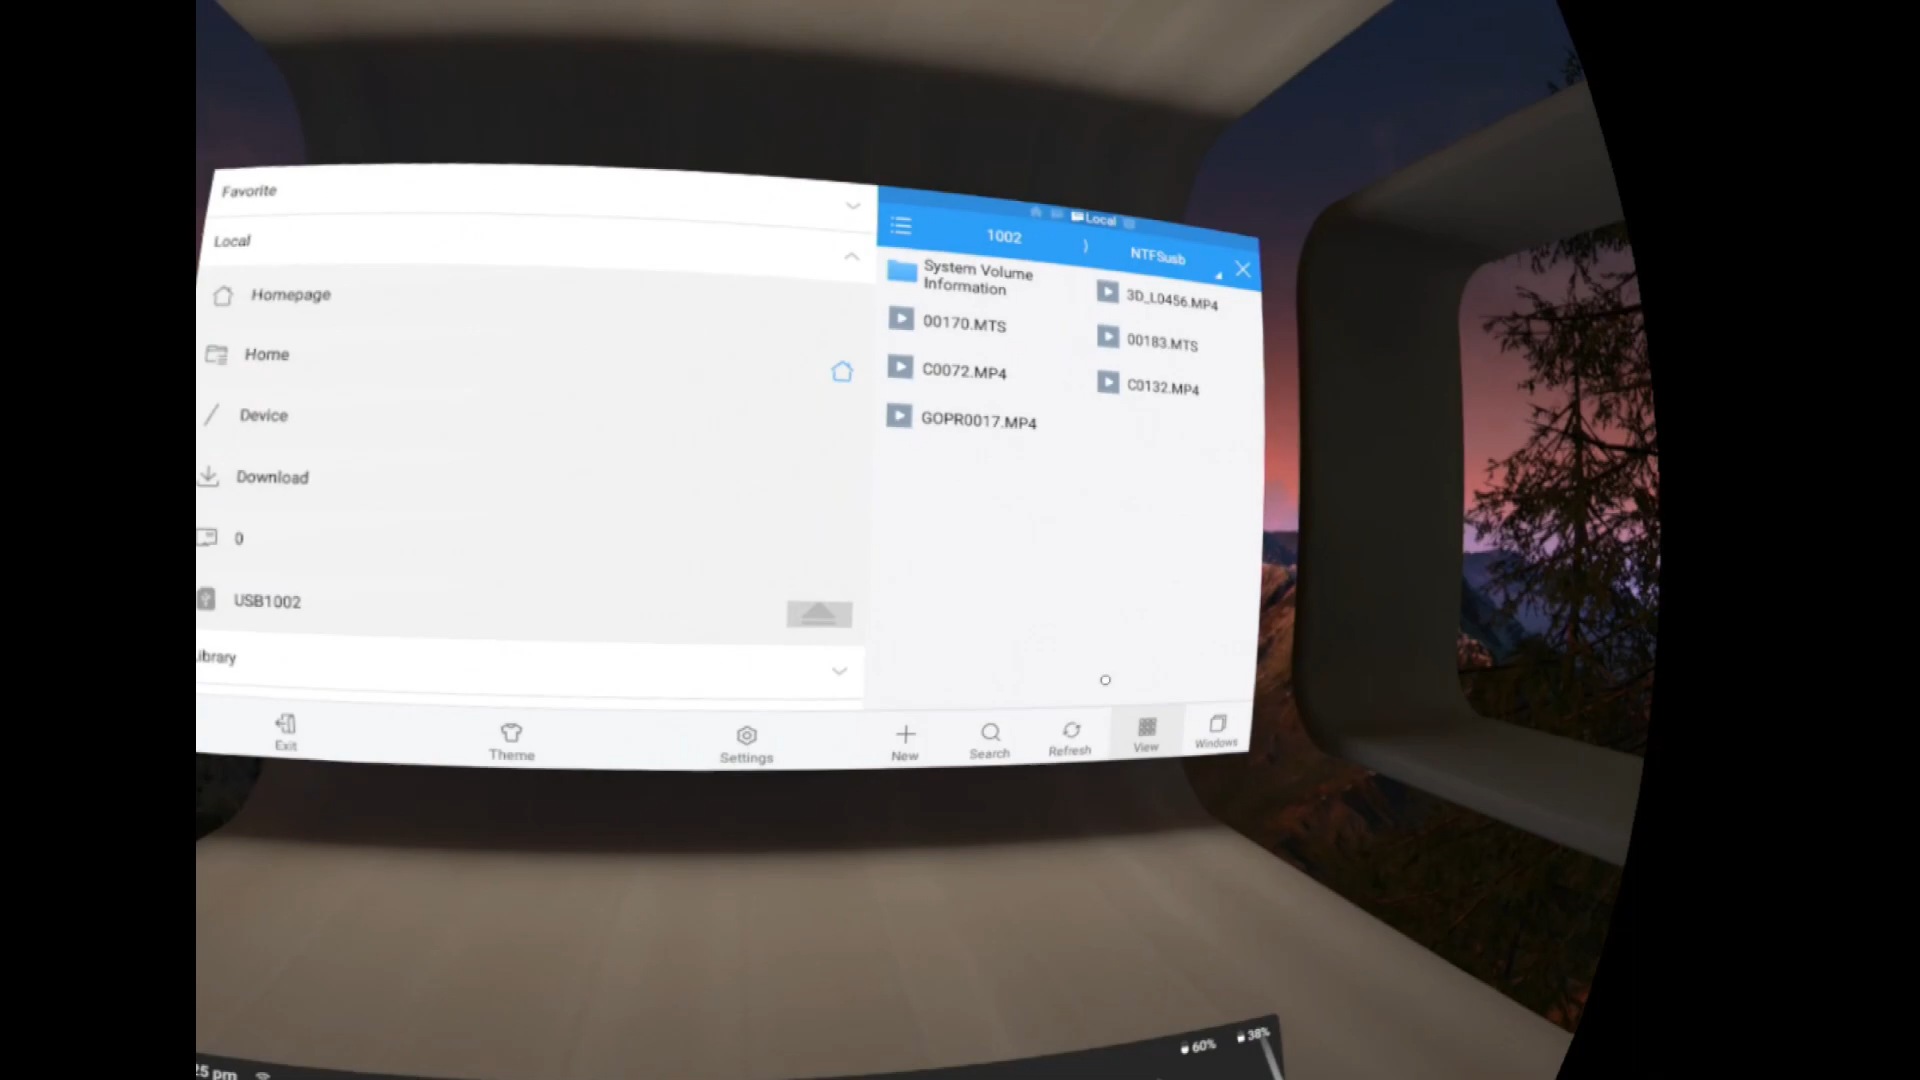 Favorite
Local
Homepage
Home
Device
Download
0
USB1002
ibrary
Exit
Theme
Settings
Local
1002
NTFSusb
System Volume
Information
3D_L0456.MP4
00170.MTS
00183.MTS
C0072.MP4
C0132.MP4
GOPR0017.MP4
New
Search
Refresh
View
Windows
25 pm
60%
38%